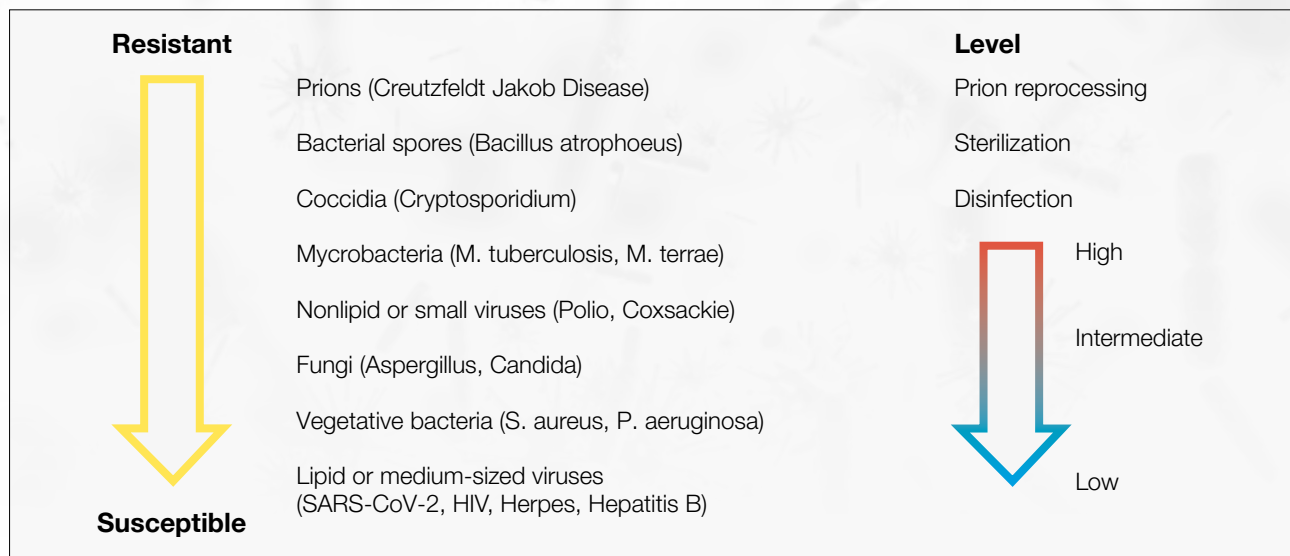 Resistant
Level
Prions (Creutzfeldt Jakob Disease)
Prion reprocessing
Bacterial spores (Bacillus atrophoeus)
Sterilization
Coccidia (Cryptosporidium)
Disinfection
Mycrobacteria (M. tuberculosis, M. terrae)
High
Nonlipid or small viruses (Polio, Coxsackie)
Intermediate
Fungi (Aspergillus, Candida)
Vegetative bacteria (S. aureus, P. aeruginosa)
Lipid or medium-sized viruses
(SARS-CoV-2, HIV, Herpes, Hepatitis B)
Low
Susceptible